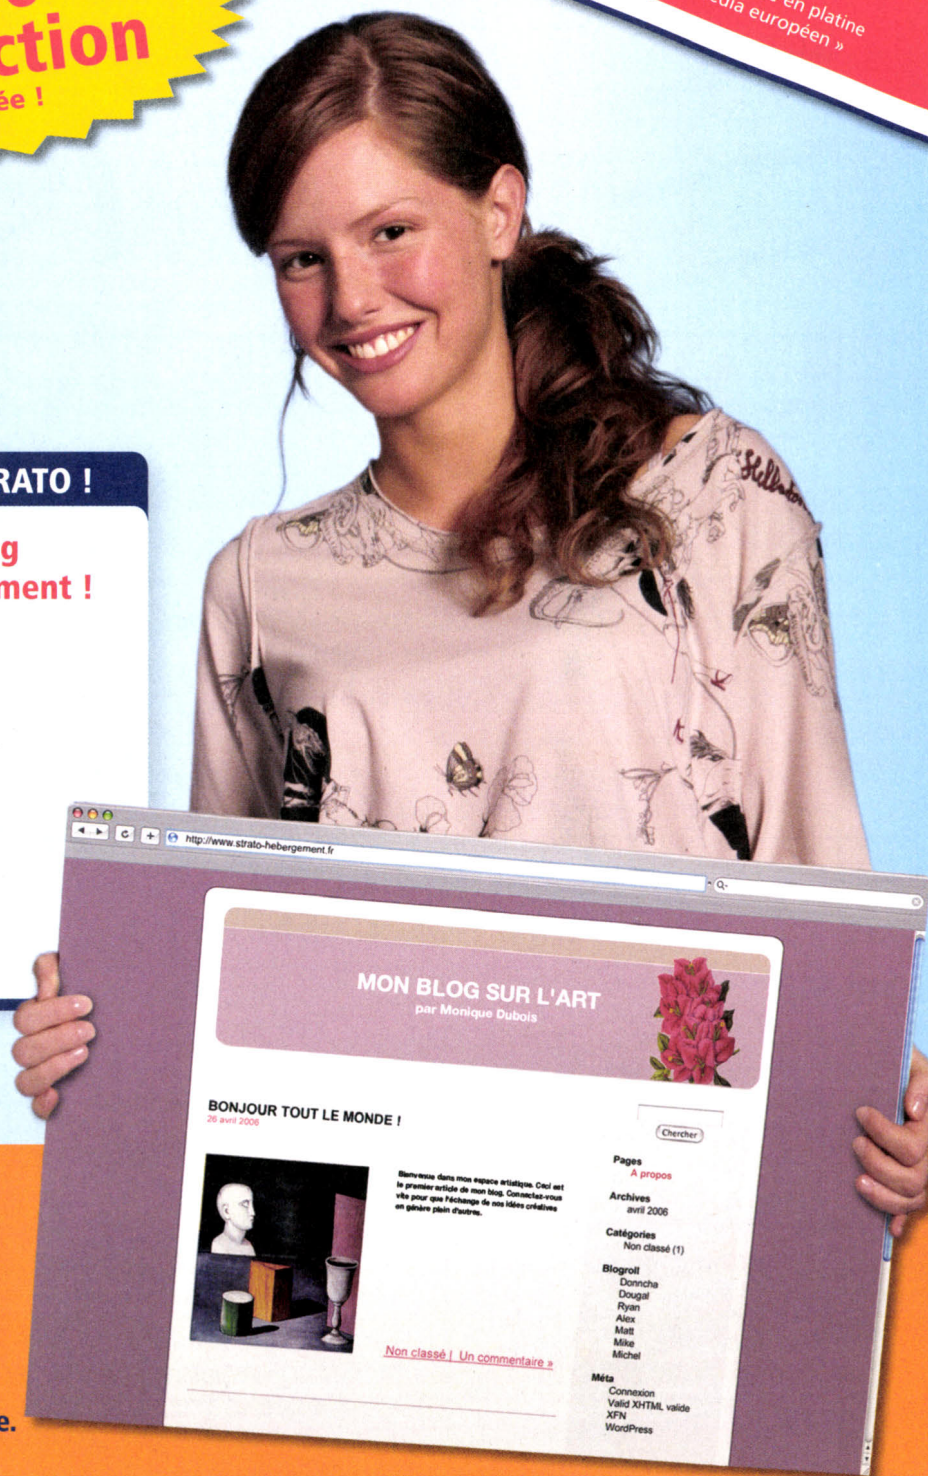 ction
ée !
en platine
européen »
RATO !
g
ment !
http://www.strato-hebergement.fr
MON BLOG SUR L'ART
par Monique Dubois
BONJOUR TOUT LE MONDE !
26 avril 2006
Bienvenue dans mon espace artistique. Ceci est
le premier article de mon blog. Connectez-vous
vite pour que l'échange de nos idées créatives
en génère plein d'autres.
Non classé | Un commentaire »
Chercher
Pages
A propos
Archives
avril 2006
Catégories
Non classé (1)
Blogroll
Donncha
Dougal
Ryan
Alex
Matt
Mike
Michel
Méta
Connexion
Valid XHTML valide
XFN
WordPress
e.